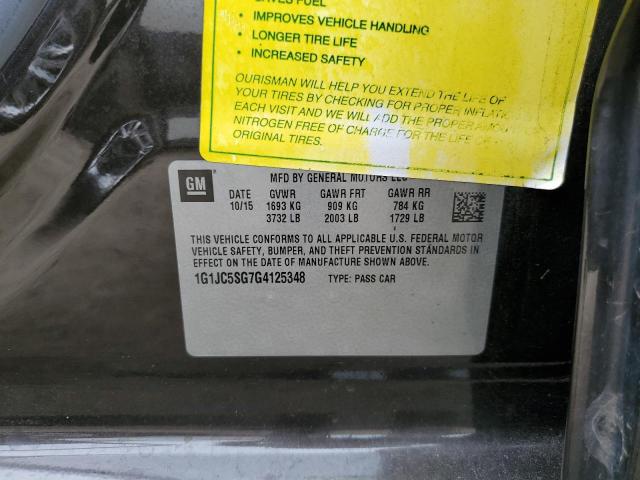 SAVES FUEL
• IMPROVES VEHICLE HANDLING
• LONGER TIRE LIFE
• INCREASED SAFETY
OURISMAN WILL HELP YOU EXTEND THE LIFE OF
YOUR TIRES BY CHECKING FOR PROPER
EACH VISIT AND WE WILL ADD THE PROPER
NITROGEN FREE OF CHARGE FOR THE LIFE OF
ORIGINAL TIRES.
GM
MFD BY GENERAL MOTORS LLC
DATE GVWR GAWR FRT GAWR RR
10/15 1693 KG 909 KG 784 KG
3732 LB 2003 LB 1729 LB
THIS VEHICLE CONFORMS TO ALL APPLICABLE U.S. FEDERAL MOTOR
VEHICLE SAFETY, BUMPER, AND THEFT PREVENTION STANDARDS IN
EFFECT ON THE DATE OF MANUFACTURE SHOWN ABOVE.
1G1JC5SG7G4125348 TYPE: PASS CAR